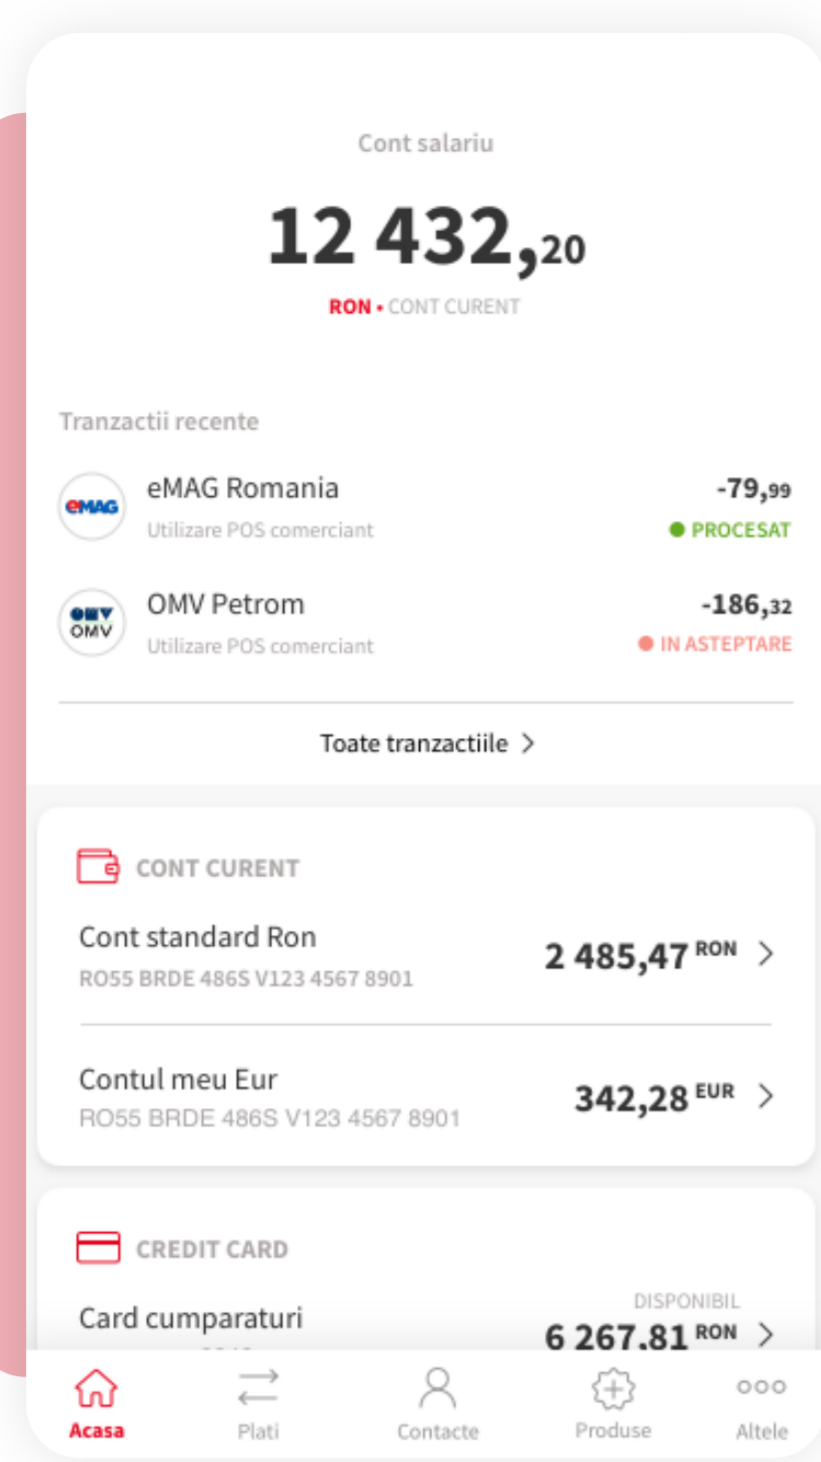 Cont salariu
12 432,20
RON • CONT CURENT
Tranzactii recente
eMAG
eMAG Romania
-79,99
Utilizare POS comerciant
PROCESAT
OMV
OMV
OMV Petrom
-186,32
Utilizare POS comerciant
IN ASTEPTARE
Toate tranzactiile
CONT CURENT
Cont standard Ron
2 485,47 RON
RO55 BRDE 486S V123 4567 8901
Contul meu Eur
342,28 EUR
RO55 BRDE 486S V123 4567 8901
CREDIT CARD
DISPONIBIL
Card cumparaturi
6 267,81 RON
Acasa
Plati
Contacte
Produse
Altele